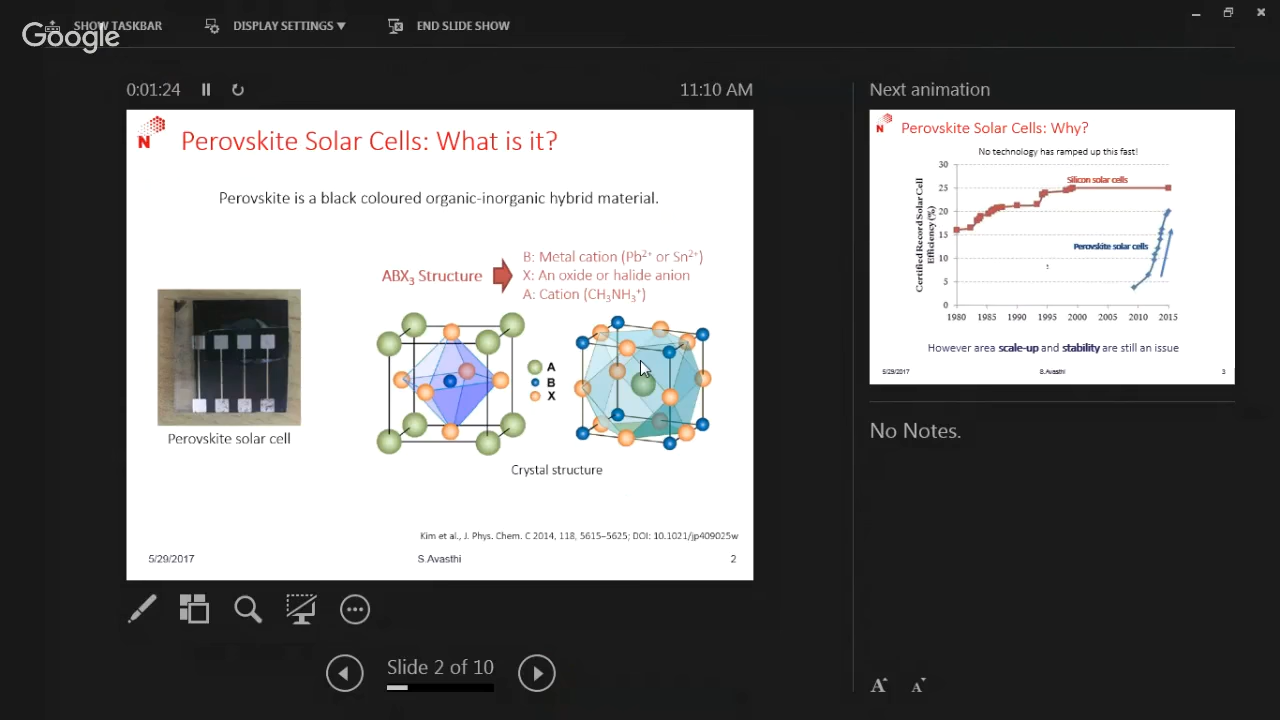 SHOW TASKBAR
DISPLAY SETTINGS ▼
END SLIDE SHOW
Google
0:01:24
11:10 AM
N
Perovskite Solar Cells: What is it?
Perovskite is a black coloured organic-inorganic hybrid material.
ABX₃ Structure
B: Metal cation (Pb²⁺ or Sn²⁺)
X: An oxide or halide anion
A: Cation (CH₃NH₃⁺)
A
B
X
Perovskite solar cell
Crystal structure
Kim et al., J. Phys. Chem. C 2014, 118, 5615–5625; DOI: 10.1021/jp409025w
5/29/2017
S.Avasthi
2
Slide 2 of 10
Next animation
N
Perovskite Solar Cells: Why?
No technology has ramped up this fast!
Certified Record Solar Cell
Efficiency (%)
30
25
20
15
10
5
0
Silicon solar cells
Perovskite solar cells
1980
1985
1990
1995
2000
2005
2010
2015
However area scale-up and stability are still an issue
5/29/2017
S.Avasthi
3
No Notes.
A
A